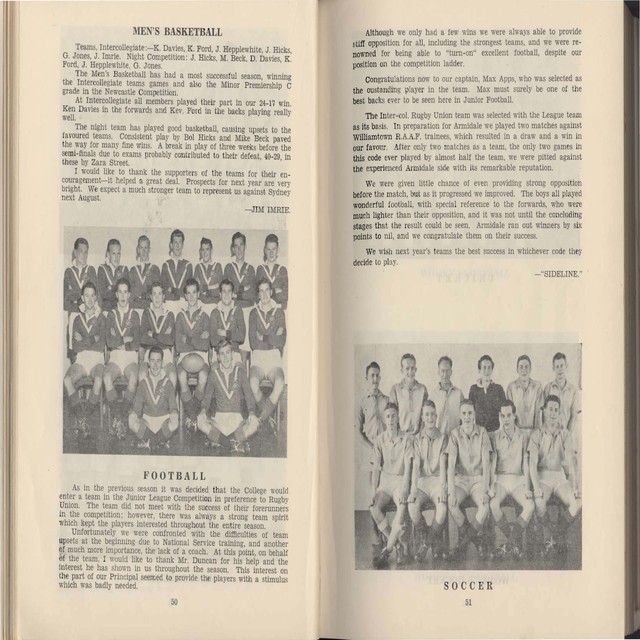 MEN'S BASKETBALL
Teams, Intercollegiate:—K. Davies, K. Ford, J. Hepplewhite, J. Hicks,
G. Jones, J. Imrie. Night Competition: J. Hicks, M. Beck, D. Davies, K.
Ford, J. Hepplewhite, G. Jones.
The Men's Basketball has had a most successful season, winning
the Intercollegiate teams games and also the Minor Premiership C
grade in the Newcastle Competition.
At Intercollegiate all members played their part in our 24-17 win.
Ken Davies in the forwards and Kev. Ford in the backs playing really
well.
The night team has played good basketball, causing upsets to the
favoured teams. Consistent play by Bol Hicks and Mike Beck paved
the way for many fine wins. A break in play of three weeks before the
semi-finals due to exams probably contributed to their defeat, 40-29, in
these by Zara Street.
I would like to thank the supporters of the teams for their en-
couragement—it helped a great deal. Prospects for next year are very
bright. We expect a much stronger team to represent us against Sydney
next August.
—JIM IMRIE.
FOOTBALL
As in the previous season it was decided that the College would
enter a team in the Junior League Competition in preference to Rugby
Union. The team did not meet with the success of their forerunners
in the competition; however, there was always a strong team spirit
which kept the players interested throughout the entire season.
Unfortunately we were confronted with the difficulties of team
upsets at the beginning due to National Service training, and another
of much more importance, the lack of a coach. At this point, on behalf
of the team, I would like to thank Mr. Duncan for his help and the
interest he has shown in us throughout the season. This interest on
the part of our Principal seemed to provide the players with a stimulus
which was badly needed.
50
Although we only had a few wins we were always able to provide
stiff opposition for all, including the strongest teams, and we were re-
nowned for being able to "turn-on" excellent football, despite our
position on the competition ladder.
Congratulations now to our captain, Max Apps, who was selected as
the oustanding player in the team. Max must surely be one of the
best backs ever to be seen here in Junior Football.
The Inter-col. Rugby Union team was selected with the League team
as its basis. In preparation for Armidale we played two matches against
Williamtown R.A.A.F. trainees, which resulted in a draw and a win in
our favour. After only two matches as a team, the only two games in
this code ever played by almost half the team, we were pitted against
the experienced Armidale side with its remarkable reputation.
We were given little chance of even providing strong opposition
before the match, but as it progressed we improved. The boys all played
wonderful football, with special reference to the forwards, who were
much lighter than their opposition, and it was not until the concluding
stages that the result could be seen. Armidale ran out winners by six
points to nil, and we congratulate them on their success.
We wish next year's teams the best success in whichever code they
decide to play.
—"SIDELINE."
SOCCER
51